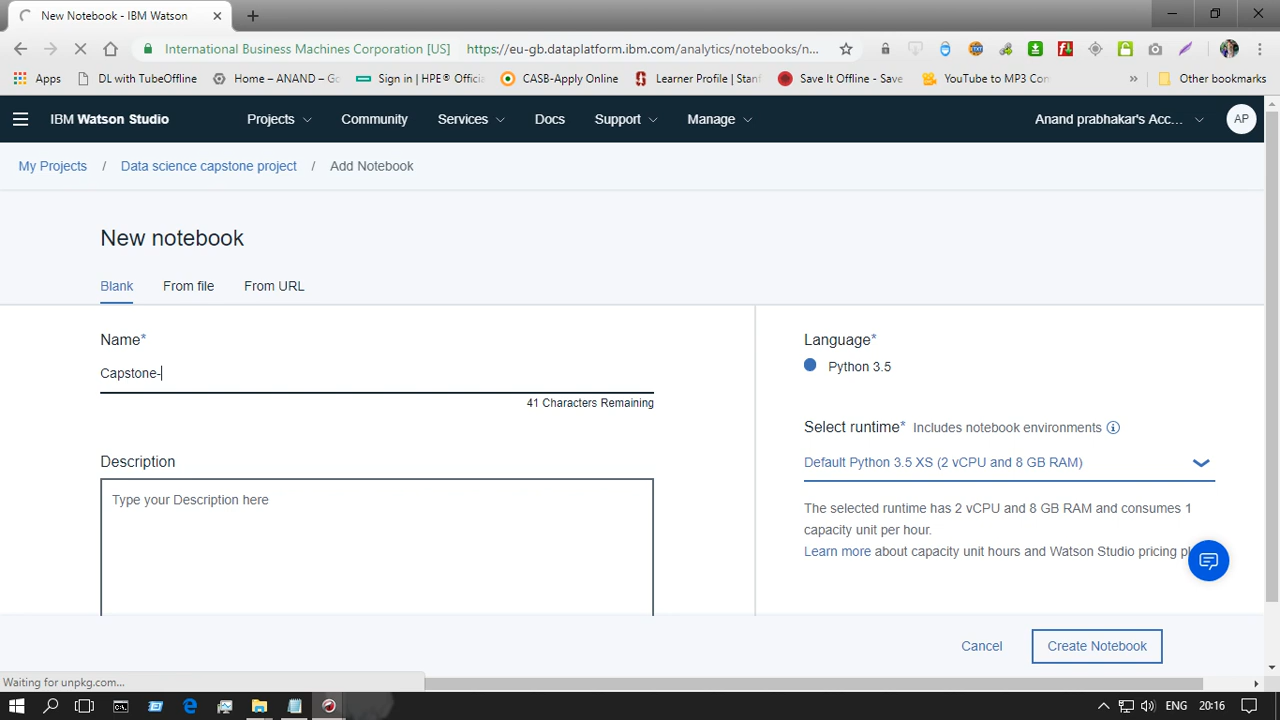 New Notebook - IBM Watson
International Business Machines Corporation [US] https://eu-gb.dataplatform.ibm.com/analytics/notebooks/n...
Apps DL with TubeOffline Home – ANAND – Go Sign in | HPE® Offici CASB-Apply Online Learner Profile | Stanf Save It Offline - Save YouTube to MP3 Con » Other bookmarks
IBM Watson Studio Projects Community Services Docs Support Manage Anand prabhakar's Acc... AP
My Projects / Data science capstone project / Add Notebook
New notebook
Blank From file From URL
Name*
Capstone-
41 Characters Remaining
Description
Type your Description here
Language*
Python 3.5
Select runtime* Includes notebook environments
Default Python 3.5 XS (2 vCPU and 8 GB RAM)
The selected runtime has 2 vCPU and 8 GB RAM and consumes 1
capacity unit per hour.
Learn more about capacity unit hours and Watson Studio pricing pl
Cancel Create Notebook
Waiting for unpkg.com...
ENG 20:16